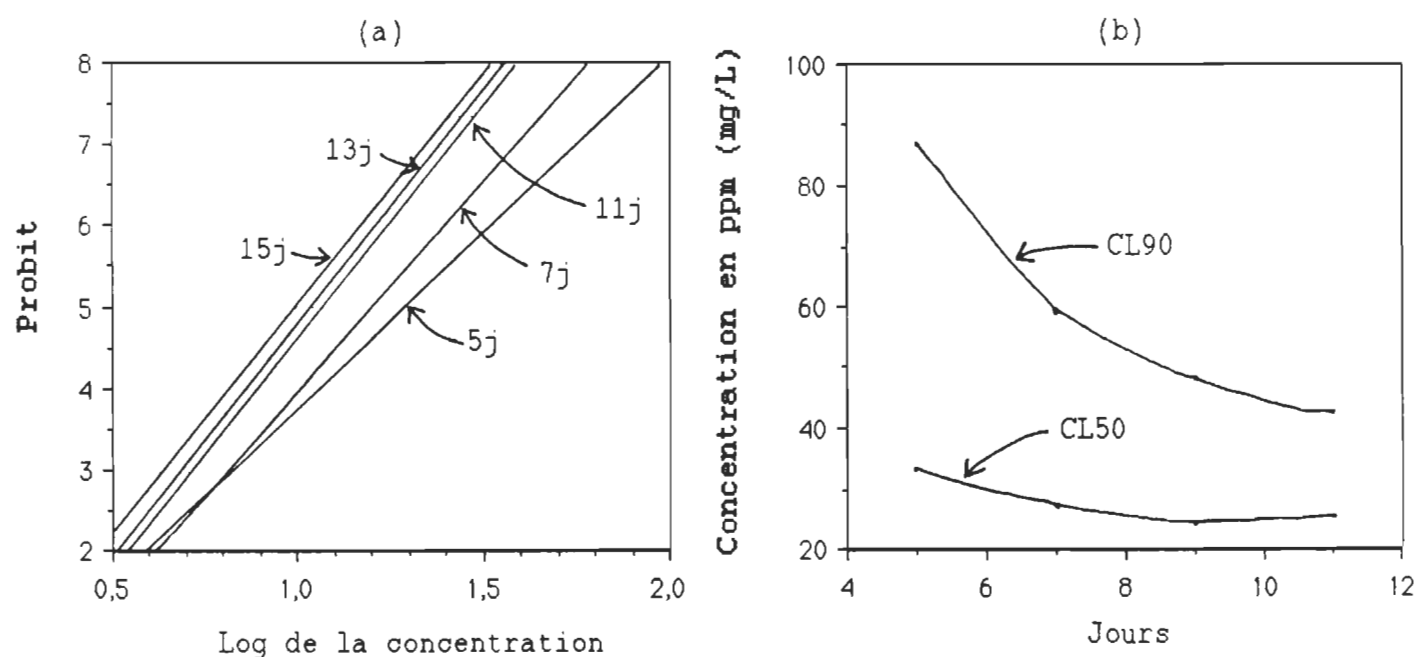 (a)
8
7
6
5
4
3
2
Probit
13j
15j
11j
7j
5j
0,5
1,0
1,5
2,0
Log de la concentration
(b)
100
80
60
40
20
Concentration en ppm (mg/L)
CL90
CL50
4
6
8
10
12
Jours